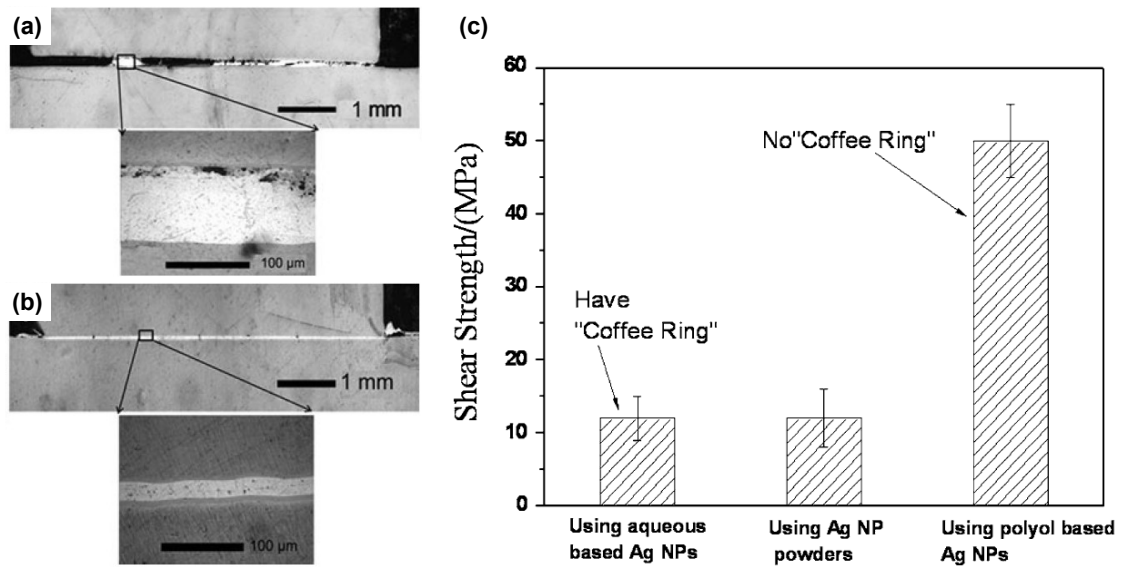 (a)
1 mm
100 µm
(b)
1 mm
100 µm
(c)
Shear Strength/(MPa)
60
50
40
30
20
10
0
Have
"Coffee Ring"
No"Coffee Ring"
Using aqueous
based Ag NPs
Using Ag NP
powders
Using polyol based
Ag NPs